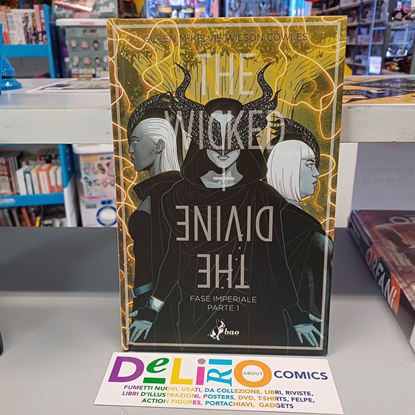 GILLEN McKELVIE WILSON COWLES
THE
WICKED
+
DIVINE
THE
FASE IMPERIALE
PARTE 1
bao
DELIRIO ABOUT COMICS
FUMETTI NUOVI, USATI, DA COLLEZIONE, LIBRI, RIVISTE,
LIBRI D'ILLUSTRAZIONI, POSTERS, DVD, T-SHIRTS, FELPE,
ACTION FIGURES, PORTACHIAVI, GADGETS